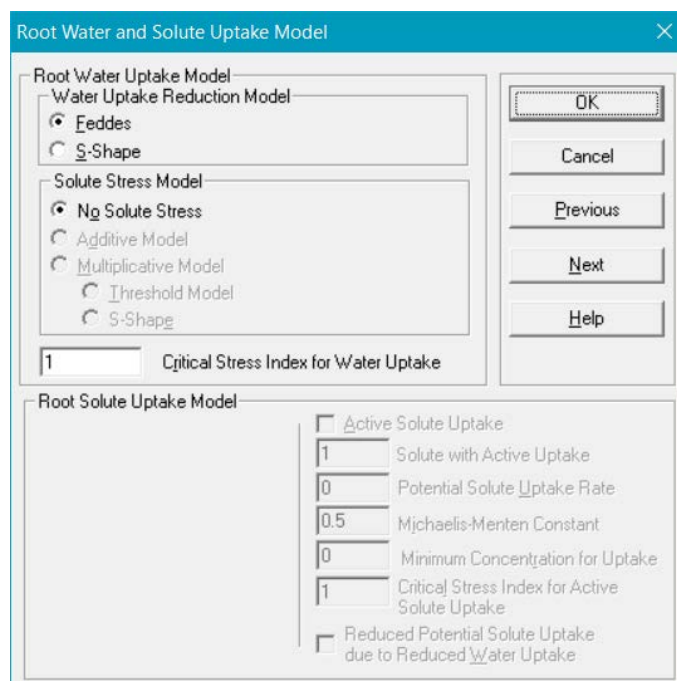 Root Water and Solute Uptake Model
Root Water Uptake Model
Water Uptake Reduction Model
Feddes
S-Shape
Solute Stress Model
No Solute Stress
Additive Model
Multiplicative Model
Threshold Model
S-Shape
1 Critical Stress Index for Water Uptake
OK
Cancel
Previous
Next
Help
Root Solute Uptake Model
Active Solute Uptake
1 Solute with Active Uptake
0 Potential Solute Uptake Rate
0.5 Michaelis-Menten Constant
0 Minimum Concentration for Uptake
1 Critical Stress Index for Active
Solute Uptake
Reduced Potential Solute Uptake
due to Reduced Water Uptake